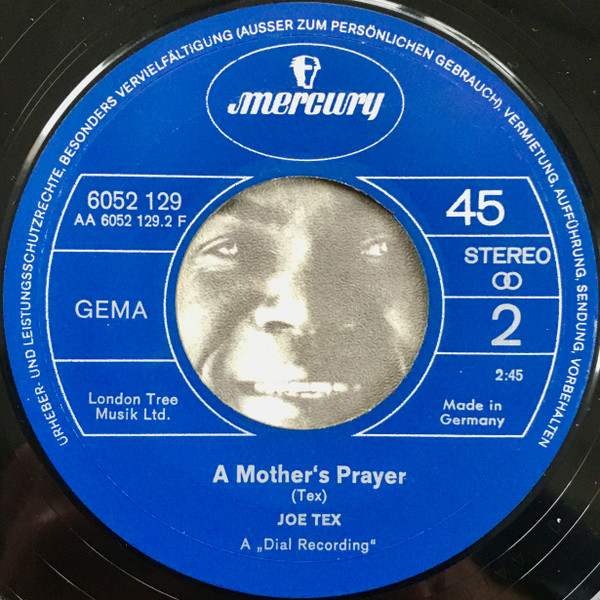 URHEBER- UND LEISTUNGSSCHUTZRECHTE, BESONDERS VERVIELFÄLTIGUNG (AUSSER ZUM PERSÖNLICHEN GEBRAUCH), VERMIETUNG, AUFFÜHRUNG, SENDUNG, VORBEHALTEN
mercury
6052 129
AA 6052 129.2 F
GEMA
London Tree
Musik Ltd.
45
STEREO
2
2:45
Made in
Germany
A Mother's Prayer
(Tex)
JOE TEX
A „Dial Recording"